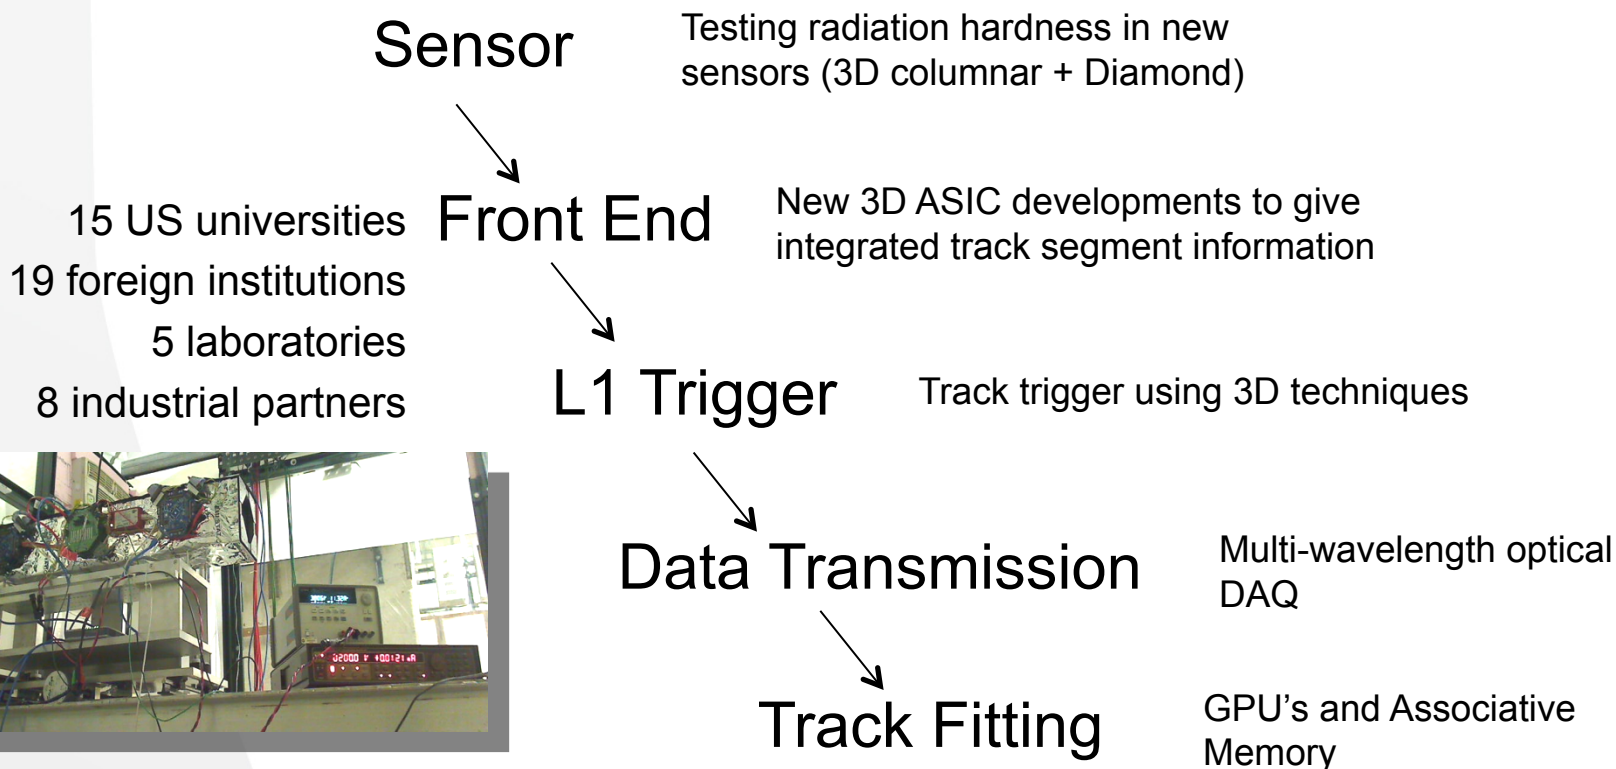 Sensor
Testing radiation hardness in new
sensors (3D columnar + Diamond)
Front End
New 3D ASIC developments to give
integrated track segment information
15 US universities
19 foreign institutions
5 laboratories
8 industrial partners
L1 Trigger
Track trigger using 3D techniques
Data Transmission
Multi-wavelength optical
DAQ
Track Fitting
GPU's and Associative
Memory